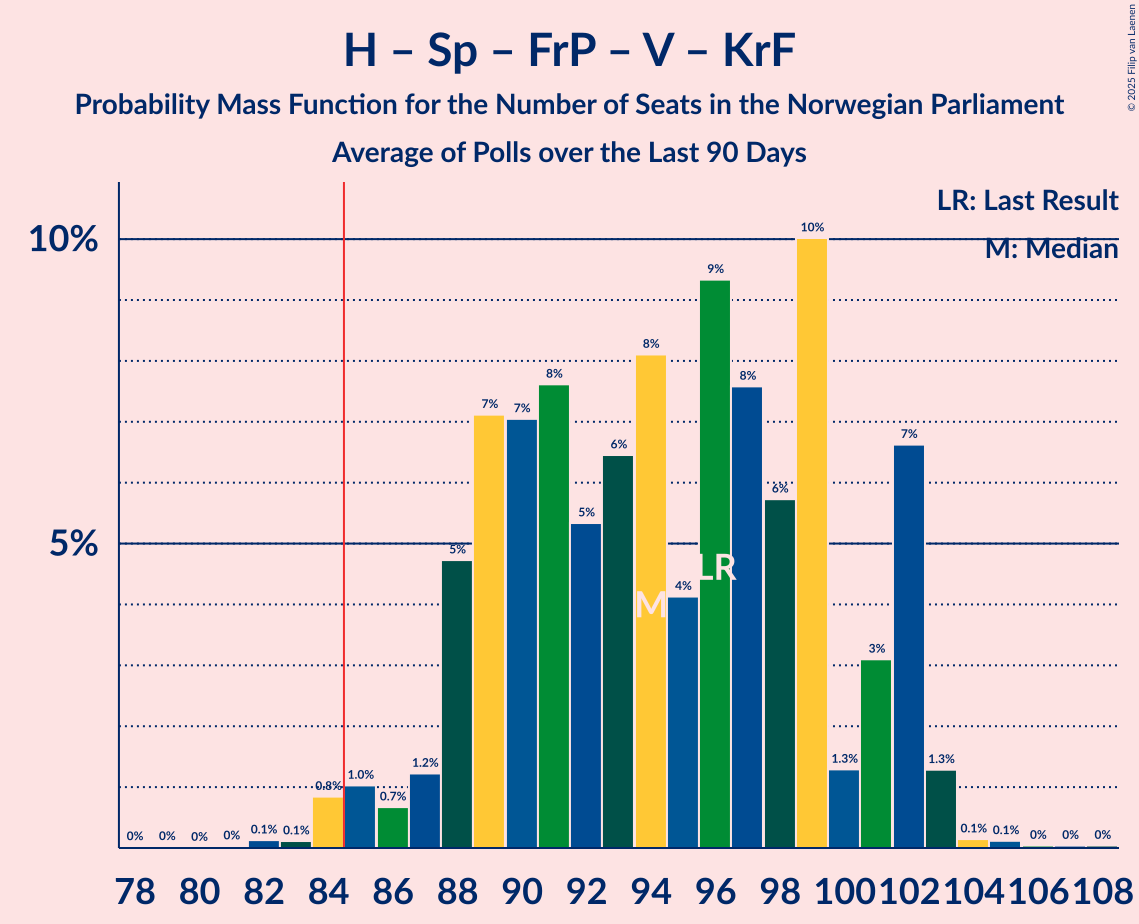 H – Sp – FrP – V – KrF
Probability Mass Function for the Number of Seats in the Norwegian Parliament
Average of Polls over the Last 90 Days
© 2025 Filip van Laenen
LR: Last Result
M: Median
10%
5%
0% 0% 0% 0% 0.1% 0.1% 0.8% 1.0% 0.7% 1.2% 5% 7% 7% 8% 5% 6% 8% 4% 9% 8% 6% 10% 1.3% 3% 7% 1.3% 0.1% 0.1% 0% 0% 0%
LR
M
78 80 82 84 86 88 90 92 94 96 98 100 102 104 106 108